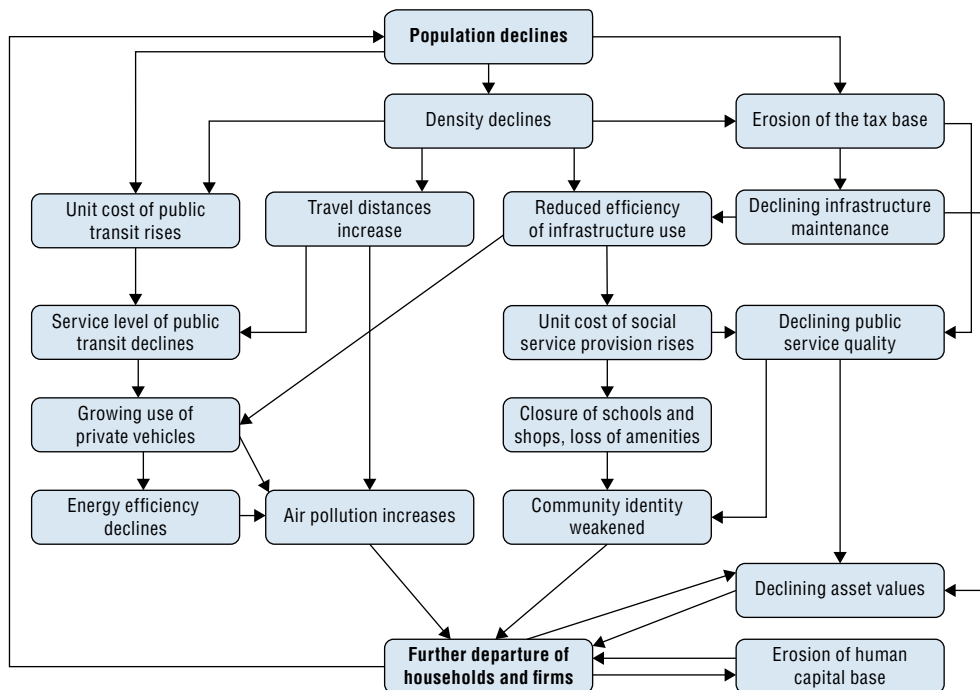 Population declines
Density declines
Erosion of the tax base
Unit cost of public
transit rises
Travel distances
increase
Reduced efficiency
of infrastructure use
Declining infrastructure
maintenance
Service level of public
transit declines
Unit cost of social
service provision rises
Declining public
service quality
Growing use of
private vehicles
Closure of schools and
shops, loss of amenities
Energy efficiency
declines
Air pollution increases
Community identity
weakened
Declining asset values
Further departure of
households and firms
Erosion of human
capital base